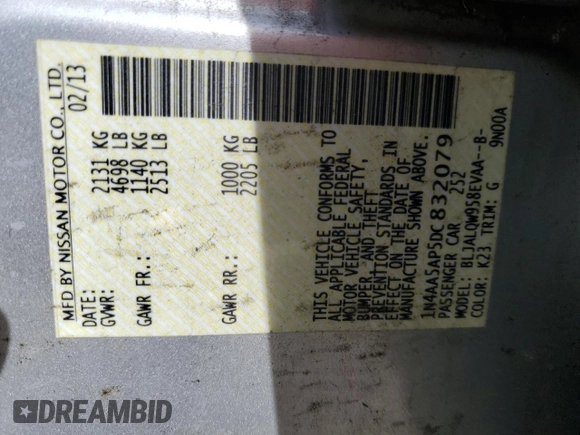 MFD BY NISSAN MOTOR CO., LTD.
DATE: 02/13
GVWR: 2131 KG
4698 LB
GAWR FR: 1140 KG
2513 LB
GAWR RR: 1000 KG
2205 LB
THIS VEHICLE CONFORMS TO
ALL APPLICABLE FEDERAL
MOTOR VEHICLE SAFETY,
BUMPER, AND THEFT
PREVENTION STANDARDS IN
EFFECT ON THE DATE OF
MANUFACTURE SHOWN ABOVE.
1N4AA5AP5DC832079
PASSENGER CAR 252
MODEL: BLJALQW958EVAA--B-
COLOR: K23 TRIM: G 9N00A
DREAMBID